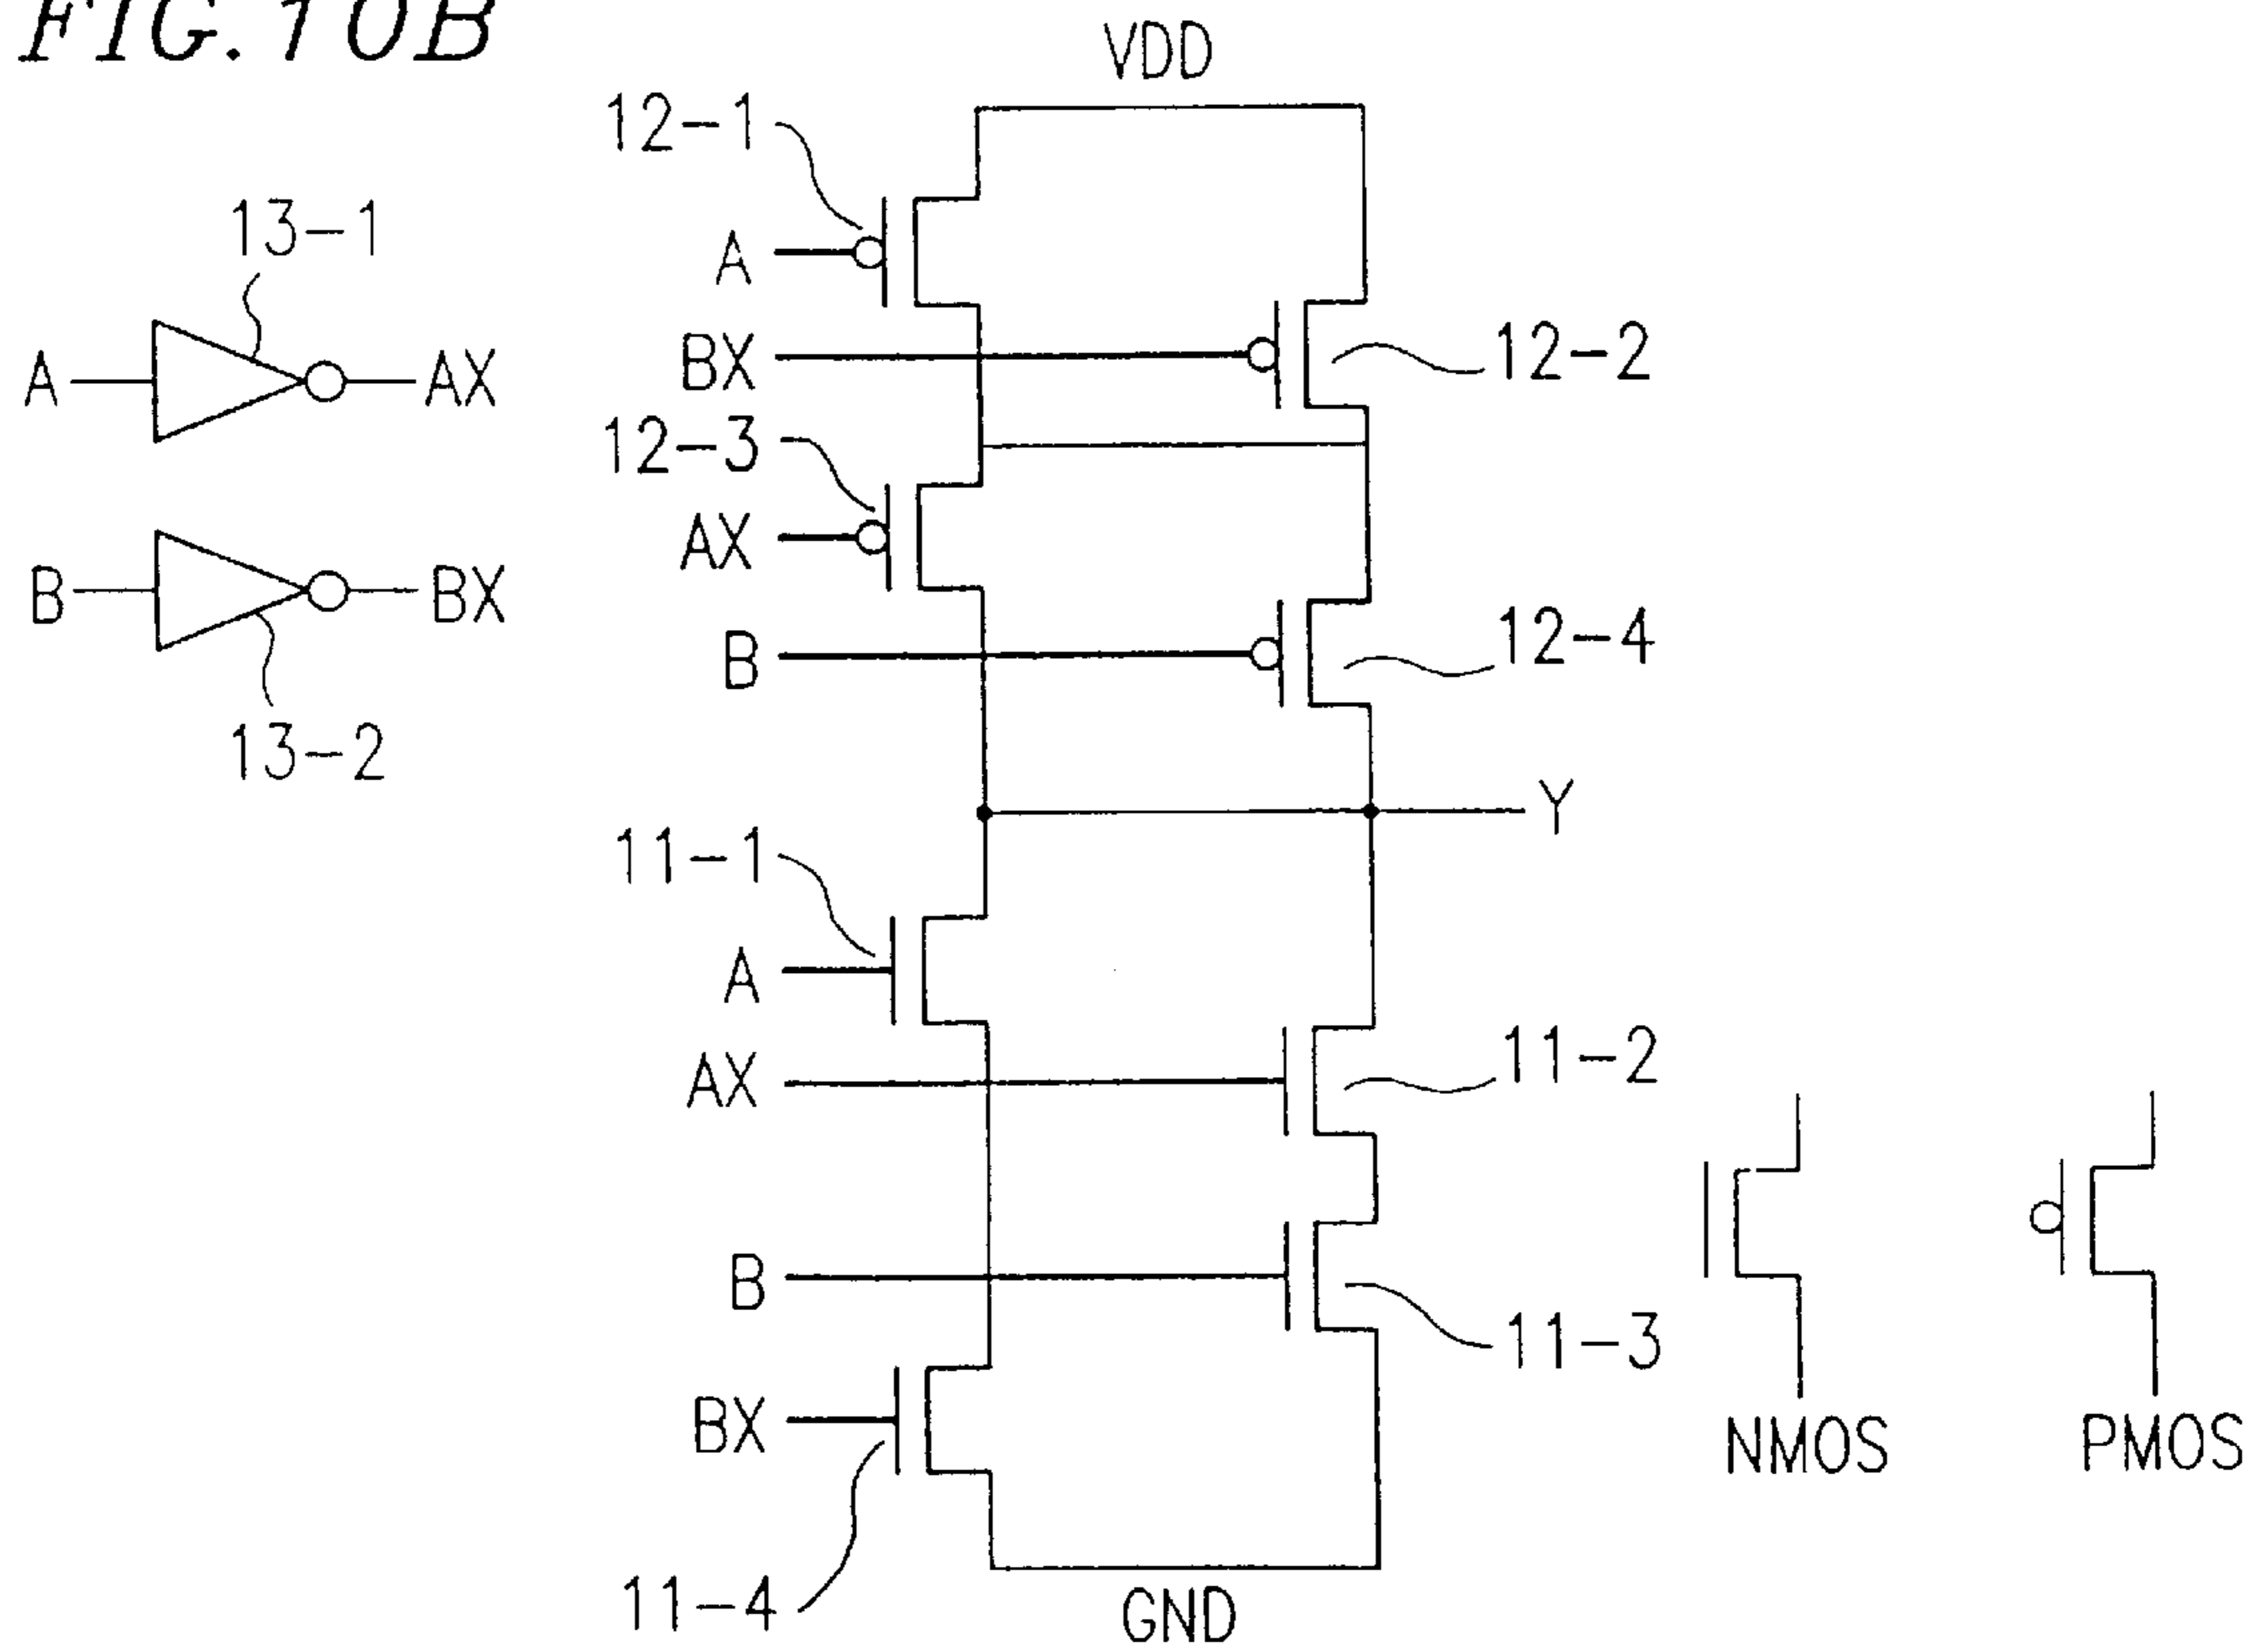 FIG. 10B
VDD
12-1
13-1
A
BX
12-2
A
AX
12-3
AX
B
BX
B
12-4
13-2
Y
11-1
A
AX
11-2
B
11-3
BX
NMOS
PMOS
11-4
GND